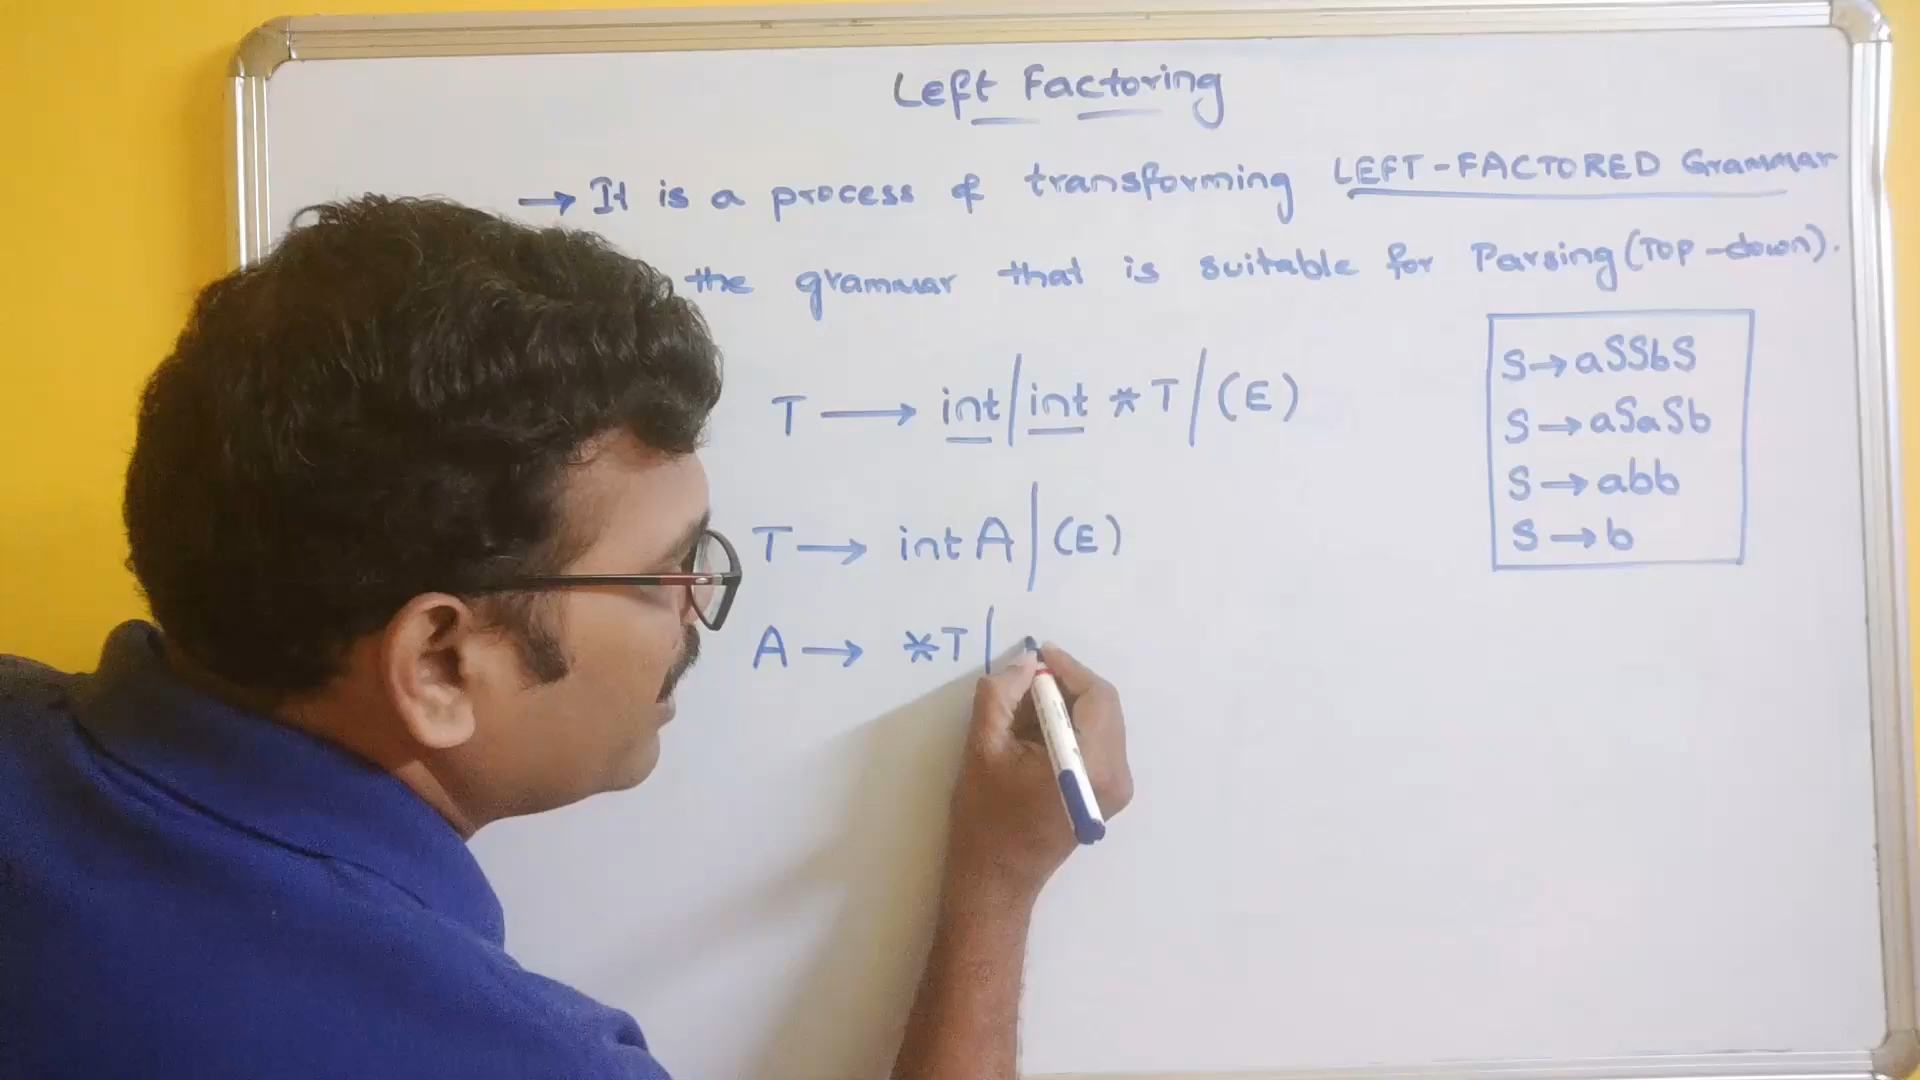 Left Factoring
→ It is a process of transforming LEFT-FACTORED Grammar
the grammar that is suitable for Parsing (Top-down).
T → int | int * T | (E)
T → int A | (E)
A → *T |
S → aSSbS
S → aSaSb
S → abb
S → b